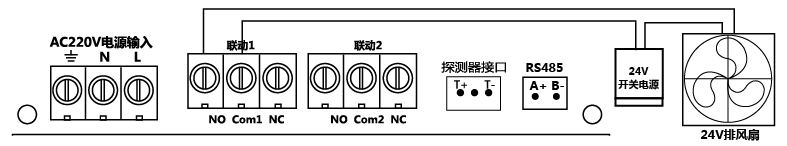 AC220V电源输入
N L
联动1
NO Com1 NC
联动2
NO Com2 NC
探测器接口
T+ T-
RS485
A+ B-
24V
开关电源
24V排风扇